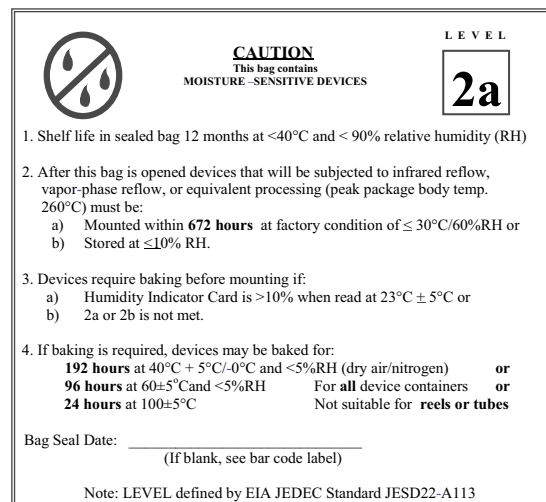 LEVEL
CAUTION
This bag contains
MOISTURE –SENSITIVE DEVICES
2a
1. Shelf life in sealed bag 12 months at <40°C and < 90% relative humidity (RH)
2. After this bag is opened devices that will be subjected to infrared reflow,
vapor-phase reflow, or equivalent processing (peak package body temp.
260°C) must be:
a) Mounted within 672 hours at factory condition of ≤ 30°C/60%RH or
b) Stored at ≤10% RH.
3. Devices require baking before mounting if:
a) Humidity Indicator Card is >10% when read at 23°C ± 5°C or
b) 2a or 2b is not met.
4. If baking is required, devices may be baked for:
192 hours at 40°C + 5°C/-0°C and <5%RH (dry air/nitrogen) or
96 hours at 60±5°Cand <5%RH For all device containers or
24 hours at 100±5°C Not suitable for reels or tubes
Bag Seal Date: ______________________________
(If blank, see bar code label)
Note: LEVEL defined by EIA JEDEC Standard JESD22-A113